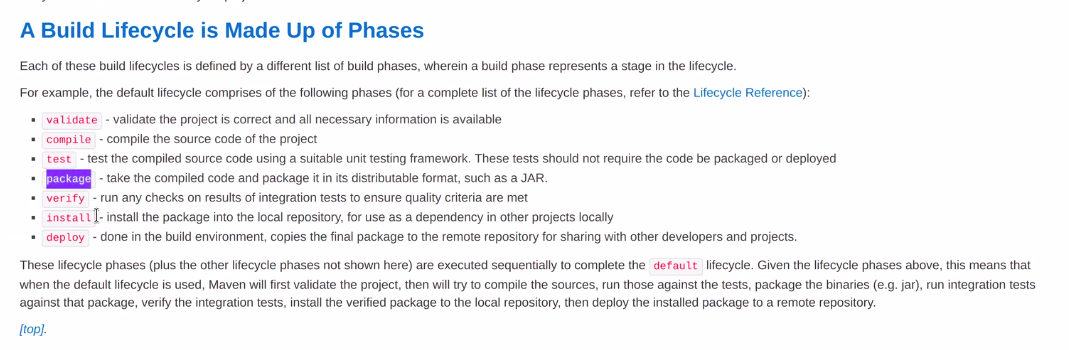 A Build Lifecycle is Made Up of Phases
Each of these build lifecycles is defined by a different list of build phases, wherein a build phase represents a stage in the lifecycle.
For example, the default lifecycle comprises of the following phases (for a complete list of the lifecycle phases, refer to the Lifecycle Reference):
▪ validate - validate the project is correct and all necessary information is available
▪ compile - compile the source code of the project
▪ test - test the compiled source code using a suitable unit testing framework. These tests should not require the code be packaged or deployed
▪ package - take the compiled code and package it in its distributable format, such as a JAR.
▪ verify - run any checks on results of integration tests to ensure quality criteria are met
▪ install - install the package into the local repository, for use as a dependency in other projects locally
▪ deploy - done in the build environment, copies the final package to the remote repository for sharing with other developers and projects.
These lifecycle phases (plus the other lifecycle phases not shown here) are executed sequentially to complete the default lifecycle. Given the lifecycle phases above, this means that
when the default lifecycle is used, Maven will first validate the project, then will try to compile the sources, run those against the tests, package the binaries (e.g. jar), run integration tests
against that package, verify the integration tests, install the verified package to the local repository, then deploy the installed package to a remote repository.
[top].